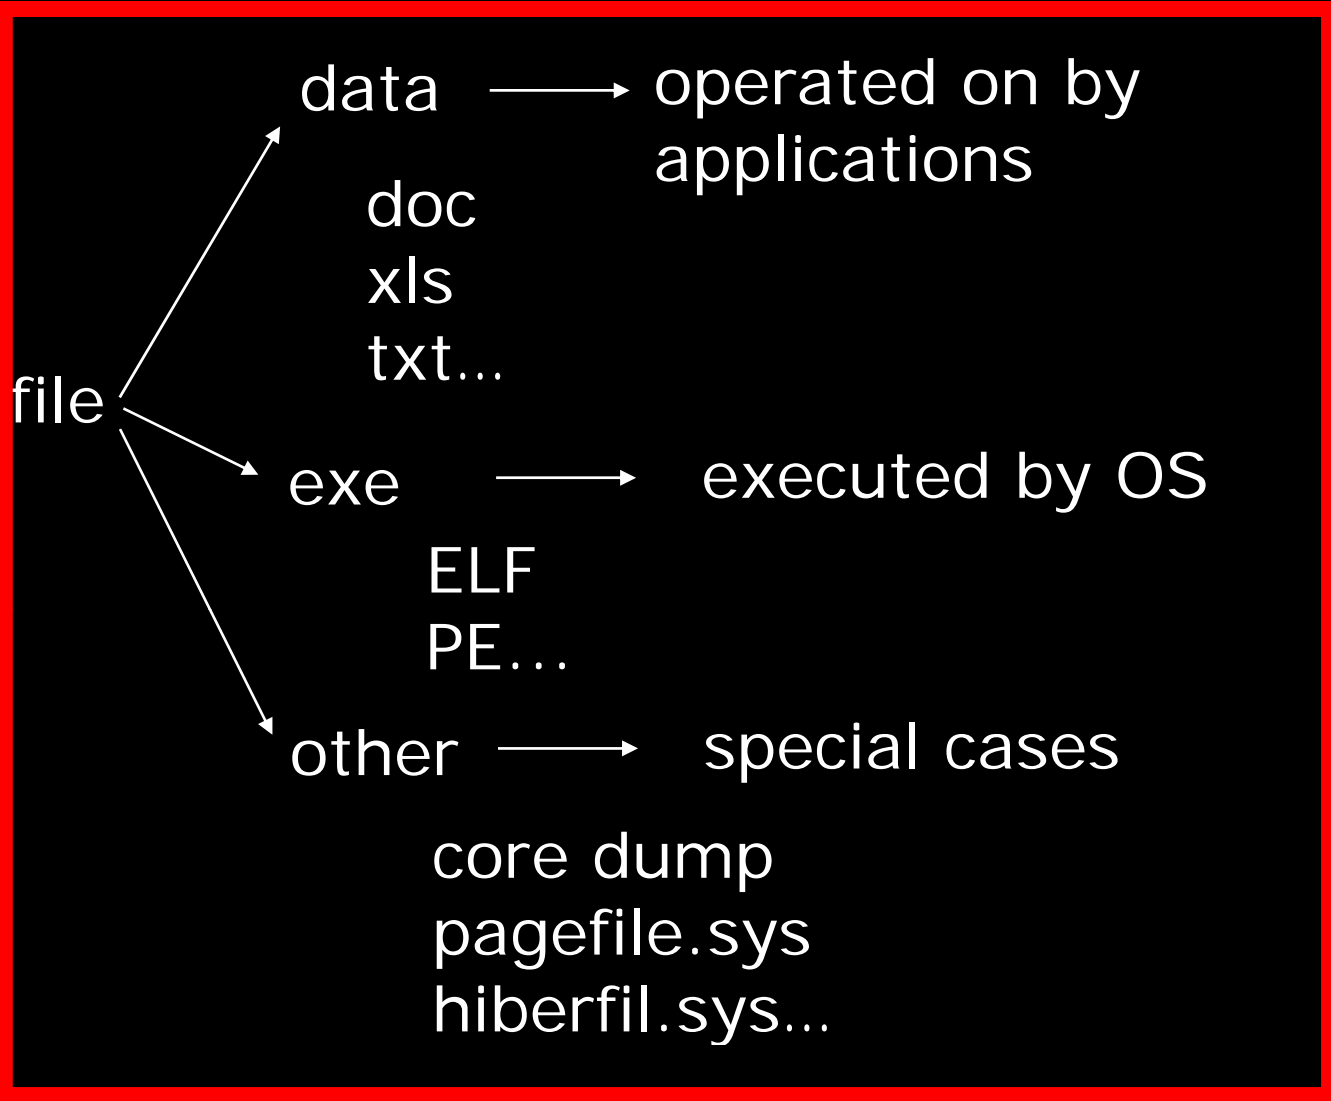 data
operated on by
applications
doc
xls
txt...
file
exe
executed by OS
ELF
PE...
other
special cases
core dump
pagefile.sys
hiberfil.sys...